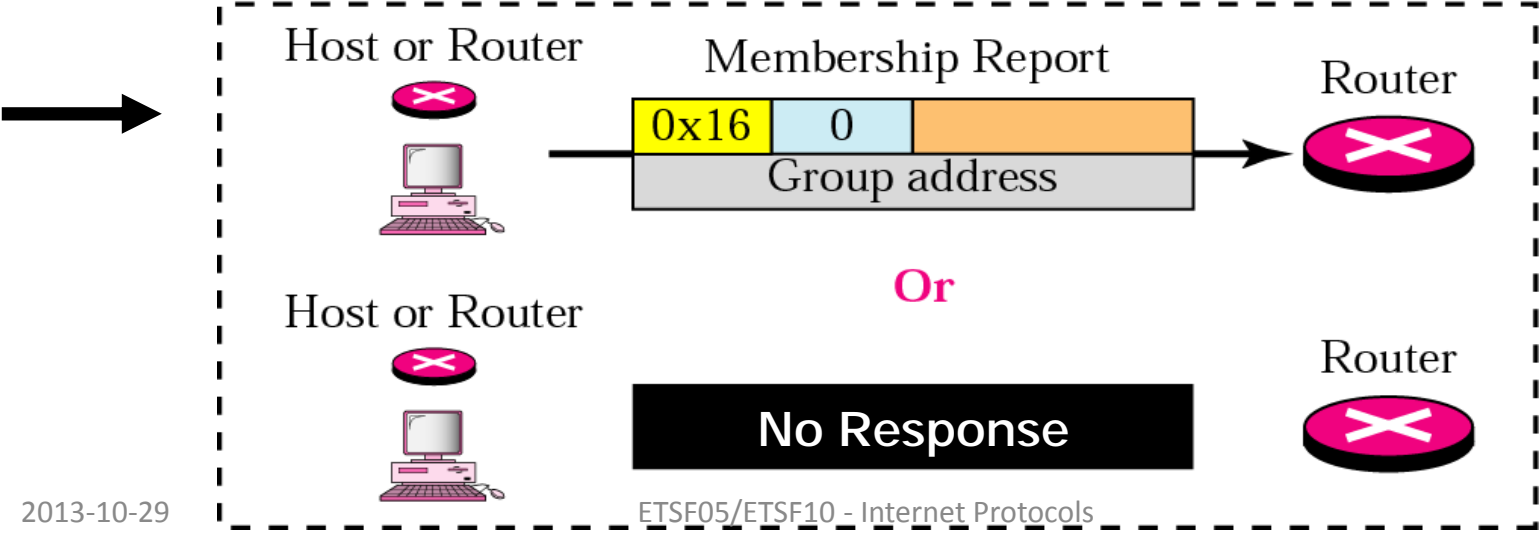 Host or Router
Membership Report
Router
0x16 0
Group address
Or
Host or Router
Router
No Response
2013-10-29
ETSF05/ETSF10 - Internet Protocols